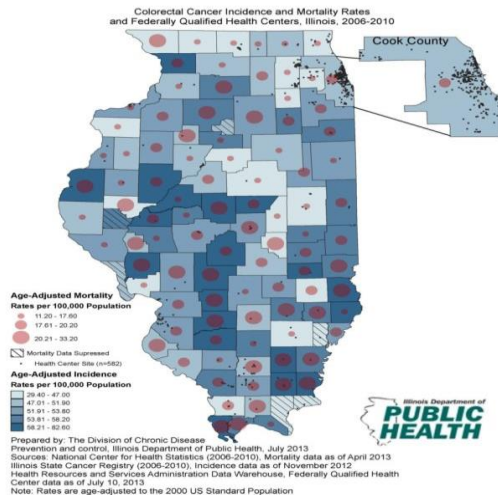 Colorectal Cancer Incidence and Mortality Rates
and Federally Qualified Health Centers, Illinois, 2006-2010
Cook County
Age-Adjusted Mortality
Rates per 100,000 Population
11.20 - 17.60
17.61 - 20.20
20.21 - 33.20
Mortality Data Supressed
Health Center Site (n=582)
Age-Adjusted Incidence
Rates per 100,000 Population
29.40 - 47.00
47.01 - 51.90
51.91 - 53.80
53.81 - 58.20
58.21 - 82.60
Illinois Department of
PUBLIC
HEALTH
Prepared by: The Division of Chronic Disease
Prevention and control, Illinois Department of Public Health, July 2013
Sources: National Center for Health Statistics (2006-2010), Mortality data as of April 2013
Illinois State Cancer Registry (2006-2010), Incidence data as of November 2012
Health Resources and Services Administration Data Warehouse, Federally Qualified Health
Center data as of July 10, 2013
Note: Rates are age-adjusted to the 2000 US Standard Population